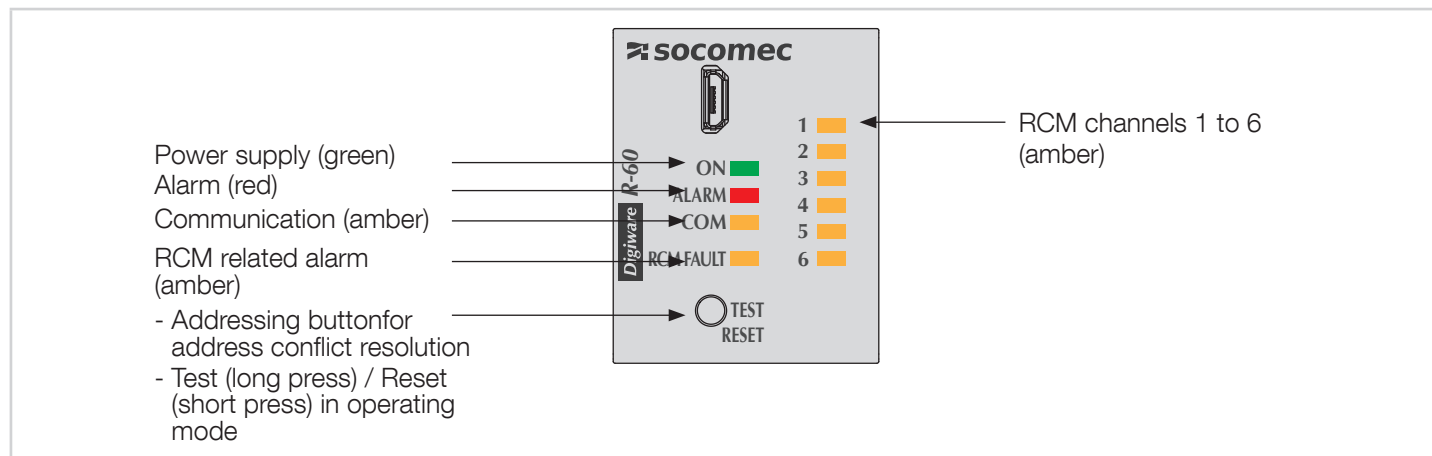 socomec
Power supply (green)
Alarm (red)
Communication (amber)
RCM related alarm
(amber)
- Addressing buttonfor
address conflict resolution
- Test (long press) / Reset
(short press) in operating
mode
Digiware R-60
ON
ALARM
COM
RCM FAULT
TEST
RESET
1
2
3
4
5
6
RCM channels 1 to 6
(amber)